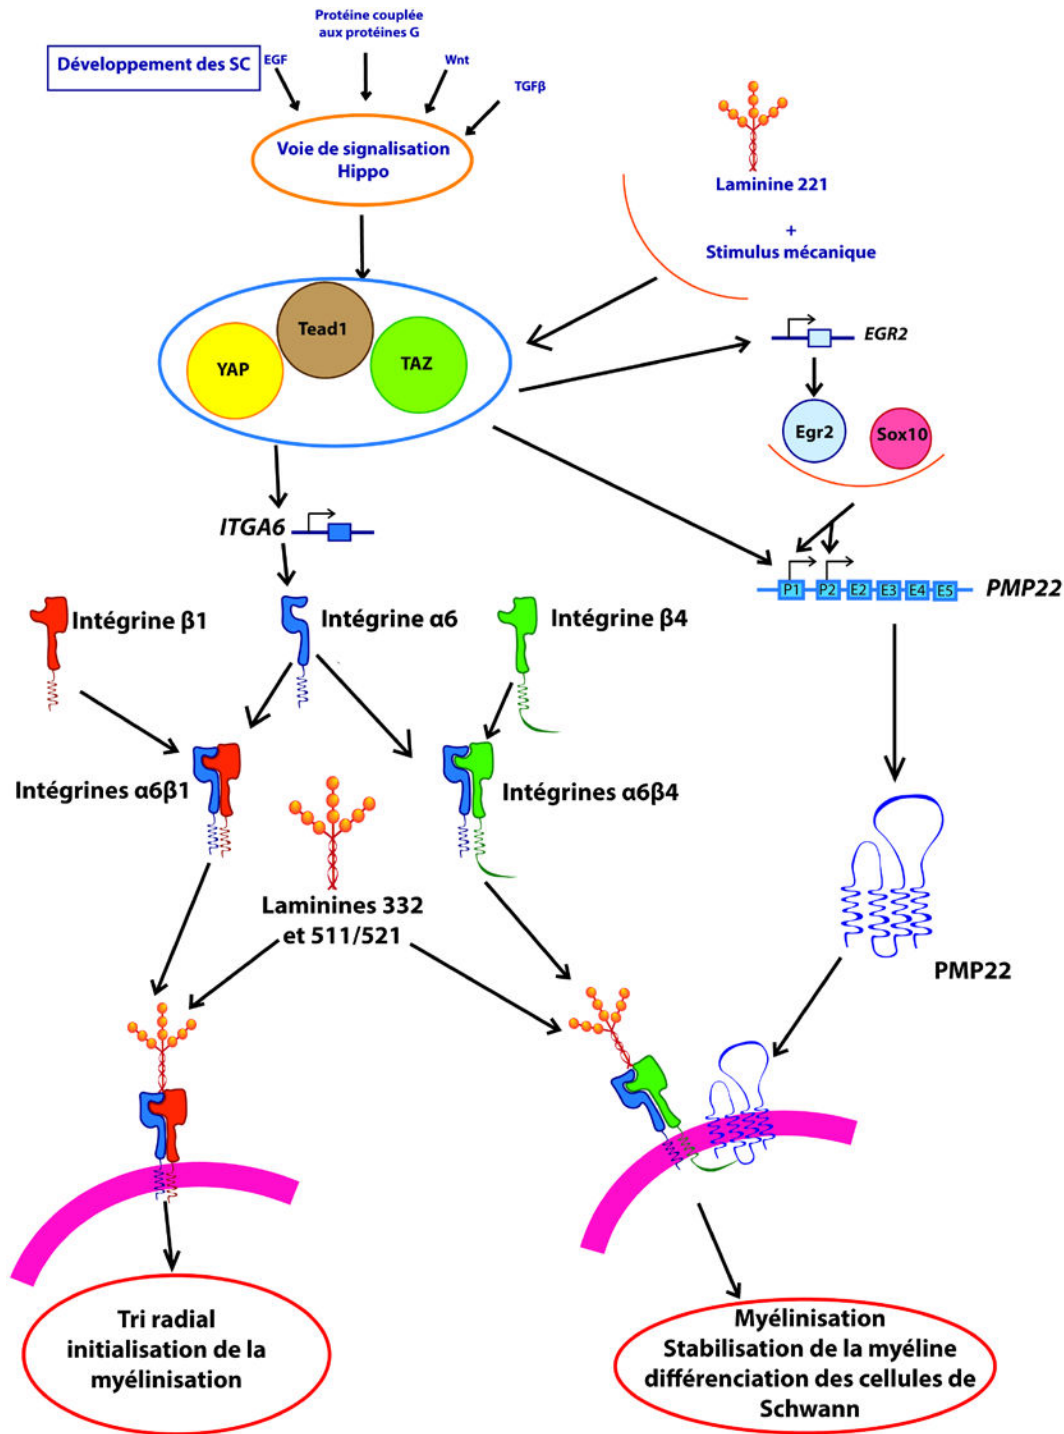 Protéine couplée
aux protéines G
Développement des SC
EGF
Wnt
TGFβ
Voie de signalisation
Hippo
Laminine 221
+
Stimulus mécanique
Tead1
YAP
TAZ
EGR2
Egr2
Sox10
ITGA6
P1
P2
E2
E3
E4
E5
PMP22
Intégrine β1
Intégrine α6
Intégrine β4
Intégrines α6β1
Intégrines α6β4
Laminines 332
et 511/521
PMP22
Tri radial
initialisation de la
myélinisation
Myélinisation
Stabilisation de la myéline
différenciation des cellules de
Schwann